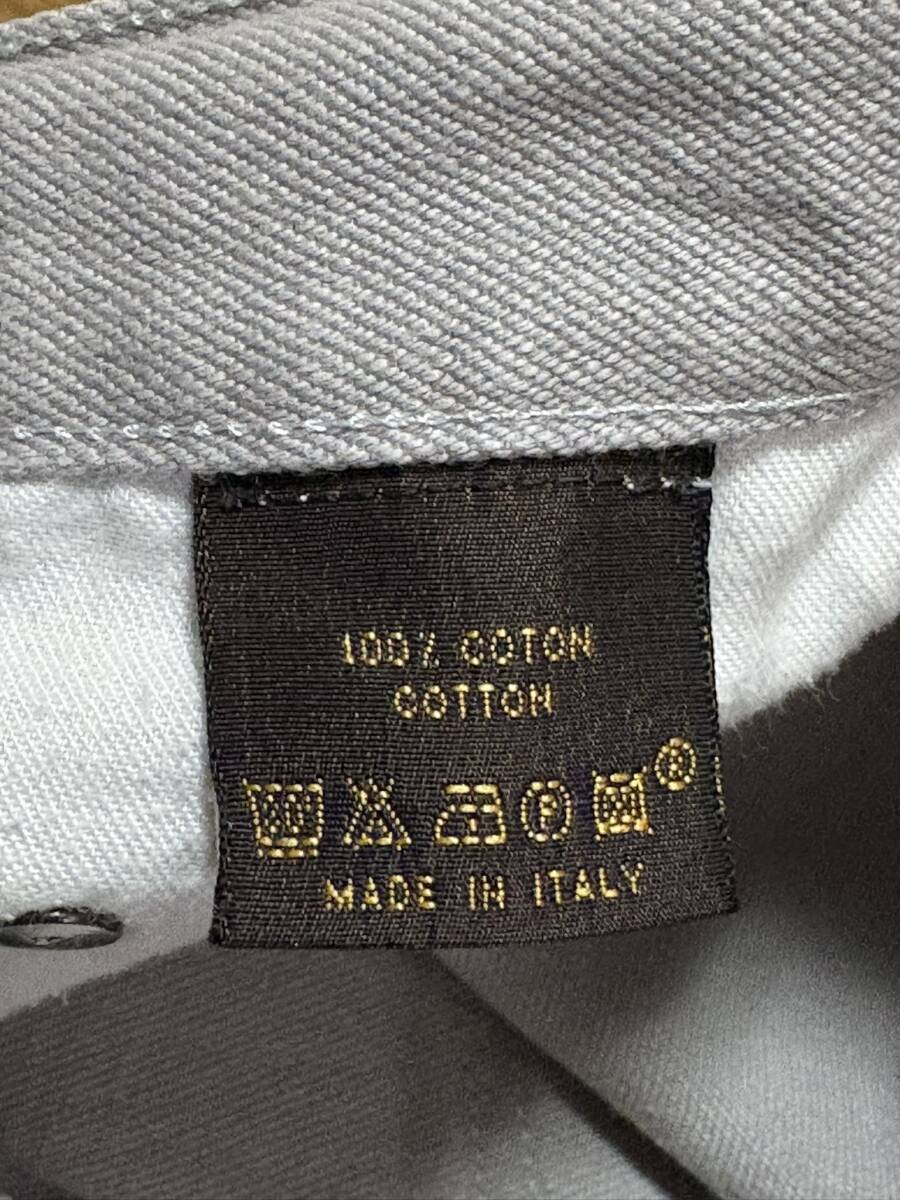 100% COTON
COTTON
P
®
MADE IN ITALY